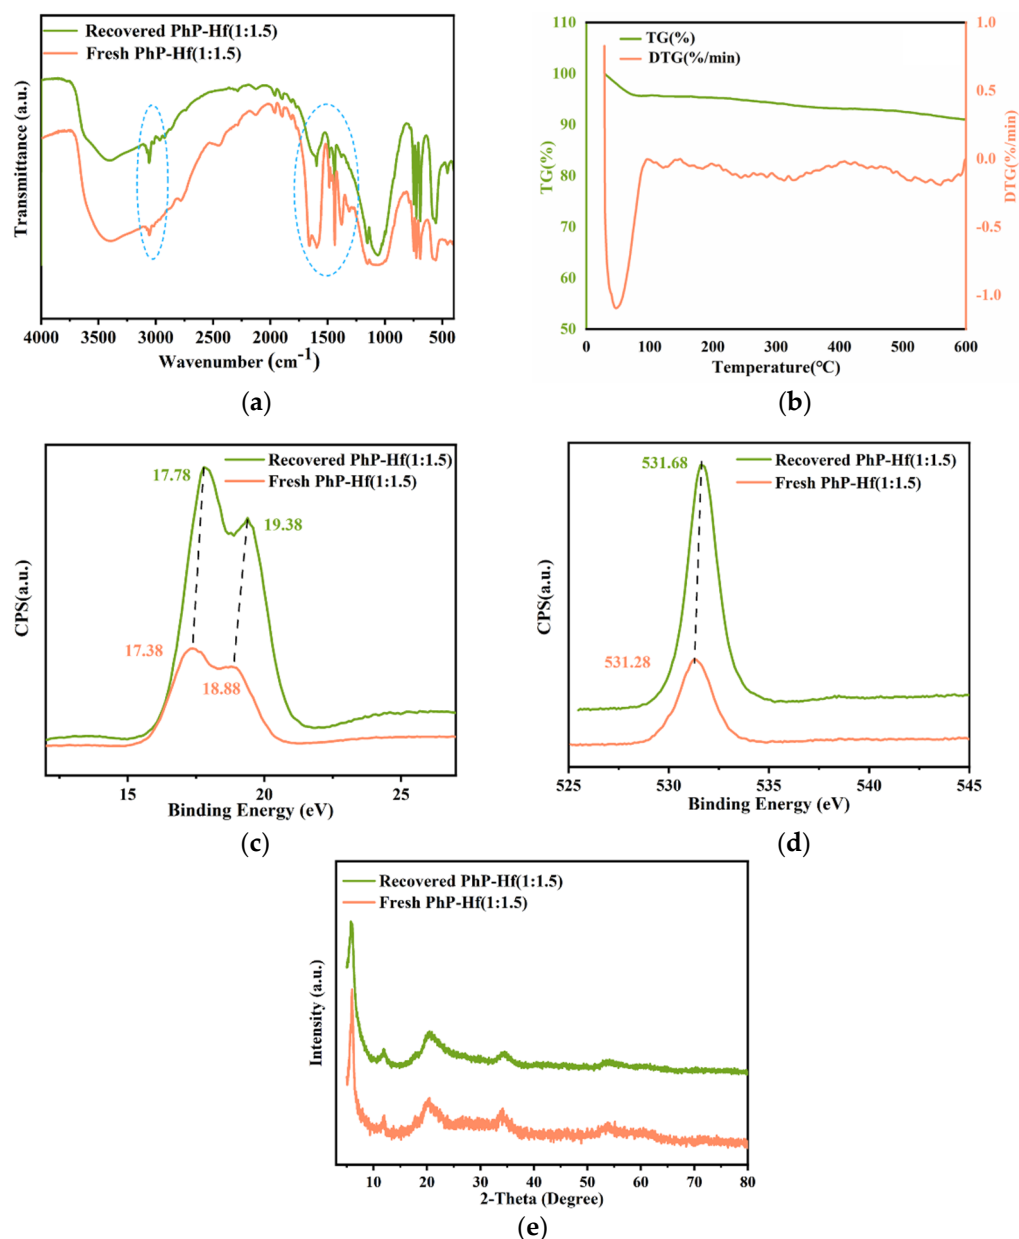 Recovered PhP-Hf(1:1.5)
Fresh PhP-Hf(1:1.5)
Transmittance (a.u.)
4000 3500 3000 2500 2000 1500 1000 500
Wavenumber (cm-1)
(a)
TG(%)
DTG(%/min)
110
100
90
80
70
60
50
TG(%)
1.0
0.5
0.0
-0.5
-1.0
DTG(%/min)
0 100 200 300 400 500 600
Temperature(°C)
(b)
Recovered PhP-Hf(1:1.5)
Fresh PhP-Hf(1:1.5)
17.78
19.38
17.38
18.88
CPS(a.u.)
15 20 25
Binding Energy (eV)
(c)
Recovered PhP-Hf(1:1.5)
Fresh PhP-Hf(1:1.5)
531.68
531.28
CPS(a.u.)
525 530 535 540 545
Binding Energy (eV)
(d)
Recovered PhP-Hf(1:1.5)
Fresh PhP-Hf(1:1.5)
Intensity (a.u.)
10 20 30 40 50 60 70 80
2-Theta (Degree)
(e)